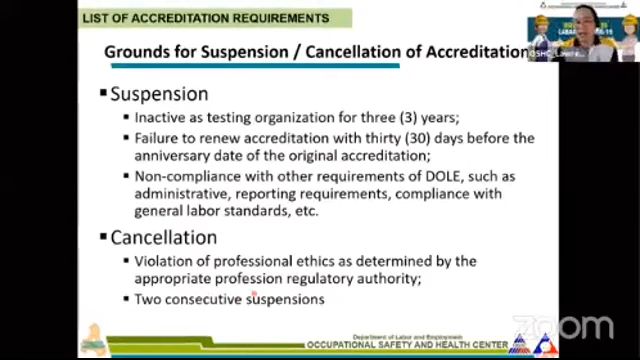 LIST OF ACCREDITATION REQUIREMENTS
Grounds for Suspension / Cancellation of Accreditation
▪ Suspension
▪ Inactive as testing organization for three (3) years;
▪ Failure to renew accreditation with thirty (30) days before the
anniversary date of the original accreditation;
▪ Non-compliance with other requirements of DOLE, such as
administrative, reporting requirements, compliance with
general labor standards, etc.
▪ Cancellation
▪ Violation of professional ethics as determined by the
appropriate profession regulatory authority;
▪ Two consecutive suspensions
Department of Labor and Employment
OCCUPATIONAL SAFETY AND HEALTH CENTER
zoom